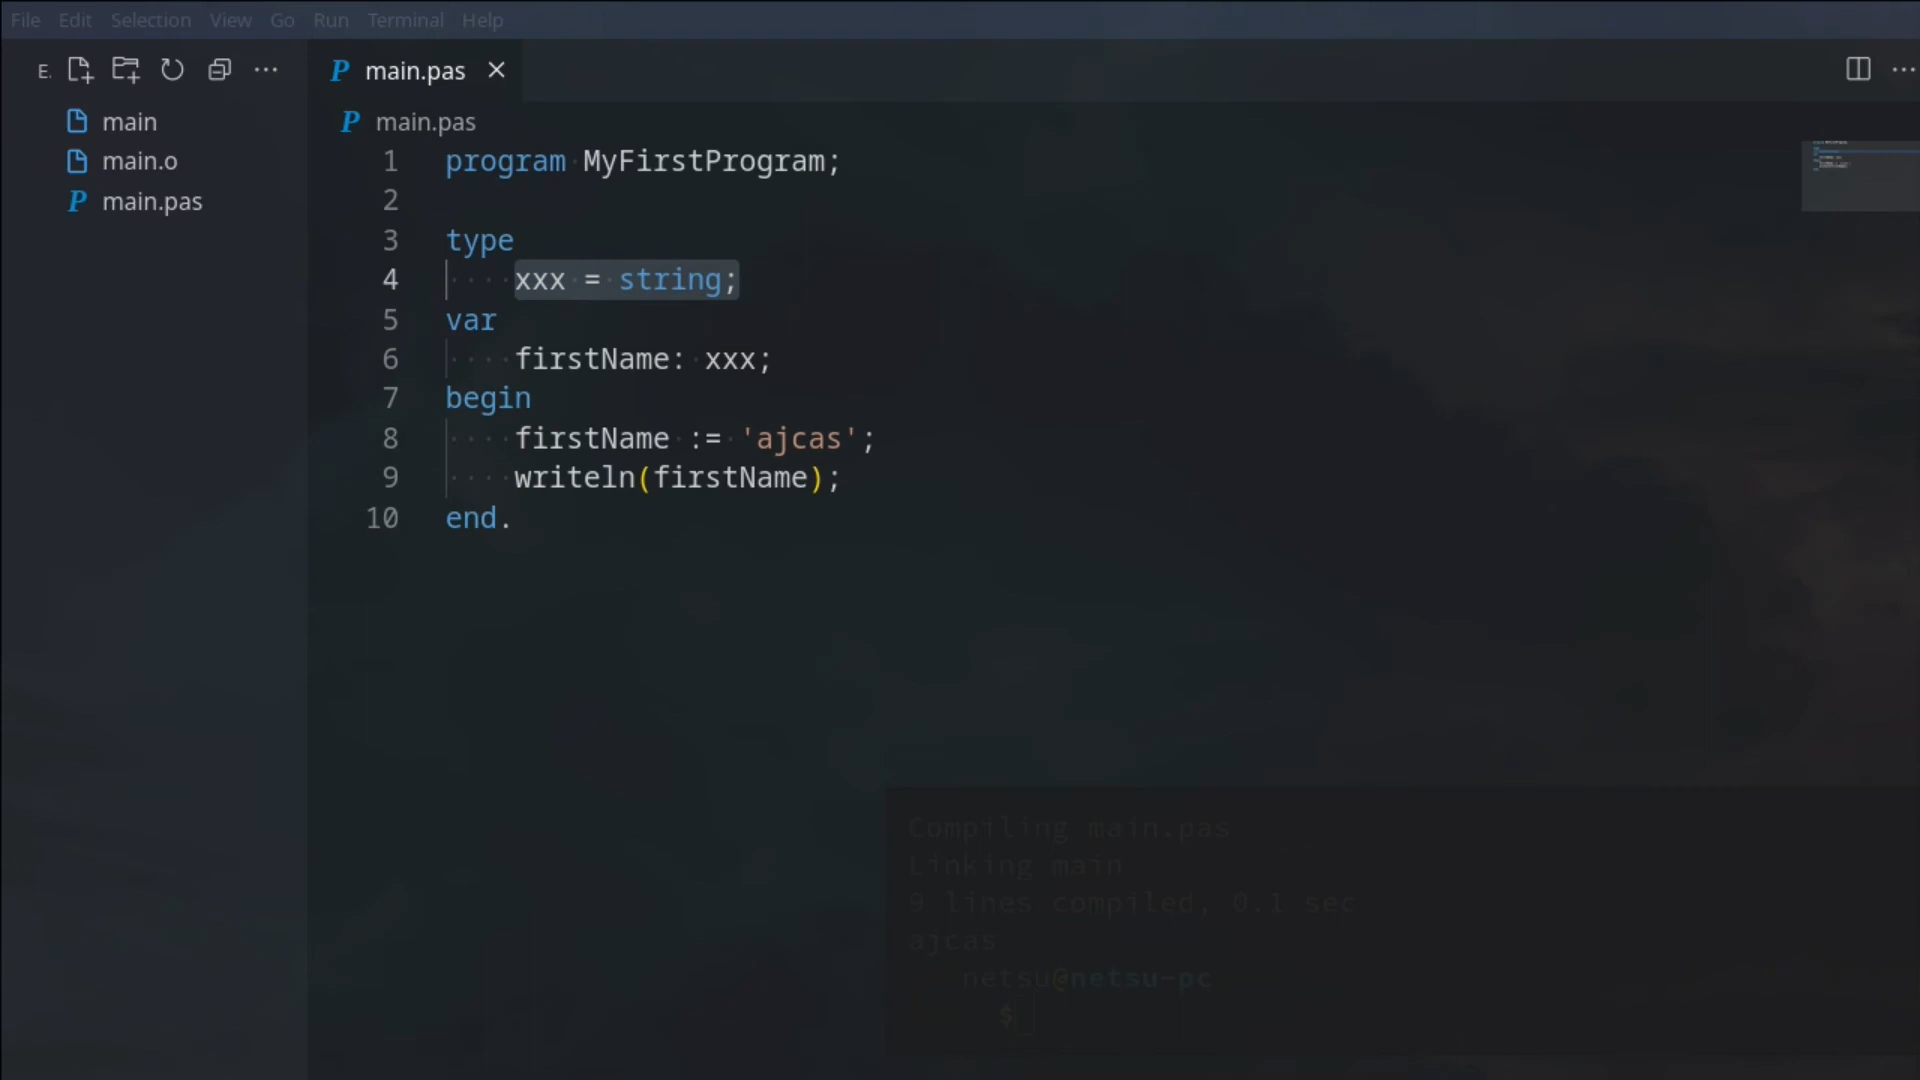 File Edit Selection View Go Run Terminal Help
E.
main.pas
main
main.o
main.pas
main.pas
1 program MyFirstProgram;
2
3 type
4 xxx = string;
5 var
6 firstName: xxx;
7 begin
8 firstName := 'ajcas';
9 writeln(firstName);
10 end.
Compiling main.pas
Linking main
9 lines compiled, 0.1 sec
ajcas
netsu@netsu-pc
$